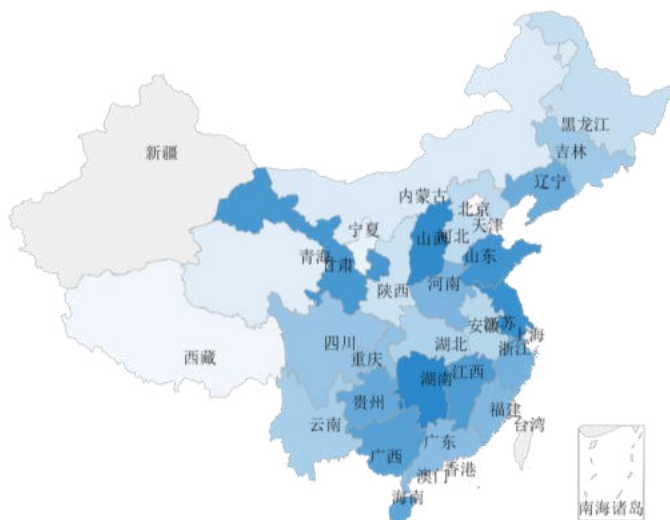 黑龙江
新疆
吉林
辽宁
内蒙古
北京
宁夏
天津
山西
河北
青海
甘肃
山东
河南
陕西
安徽
江苏
上海
四川
湖北
浙江
西藏
重庆
湖南
江西
贵州
福建
云南
台湾
广东
广西
香港
澳门
海南
南海诸岛